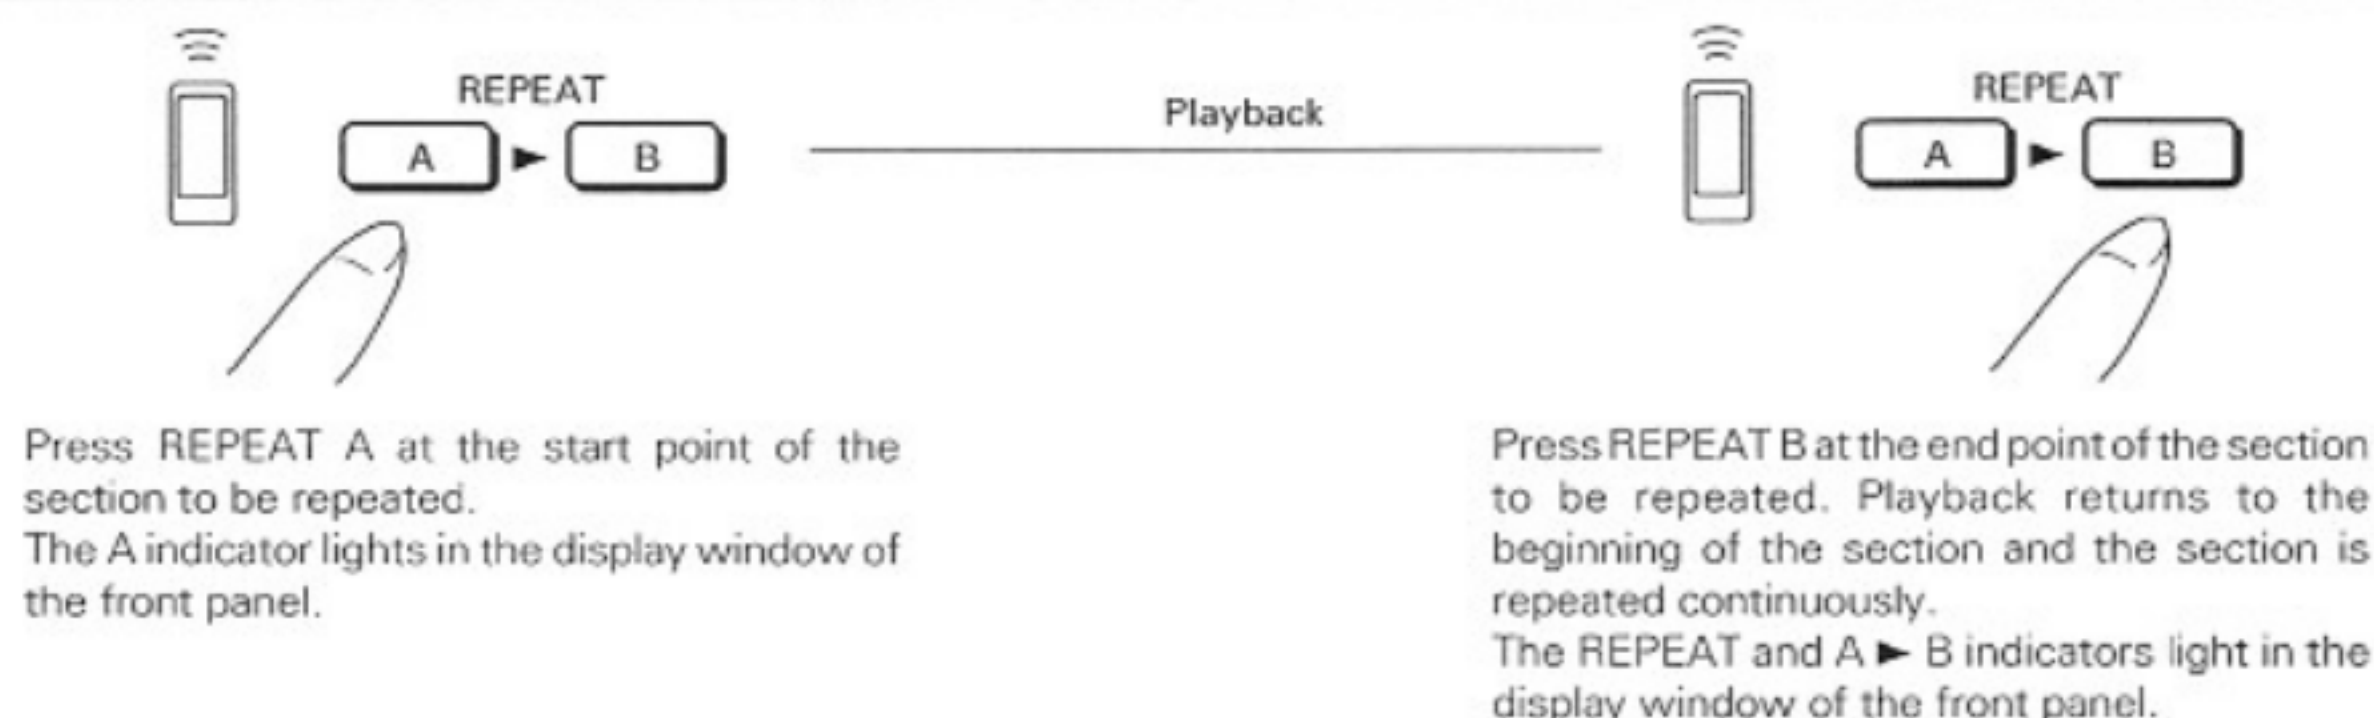 REPEAT
A ► B
Playback
REPEAT
A ► B
Press REPEAT A at the start point of the
section to be repeated.
The A indicator lights in the display window of
the front panel.
Press REPEAT B at the end point of the section
to be repeated. Playback returns to the
beginning of the section and the section is
repeated continuously.
The REPEAT and A ► B indicators light in the
display window of the front panel.